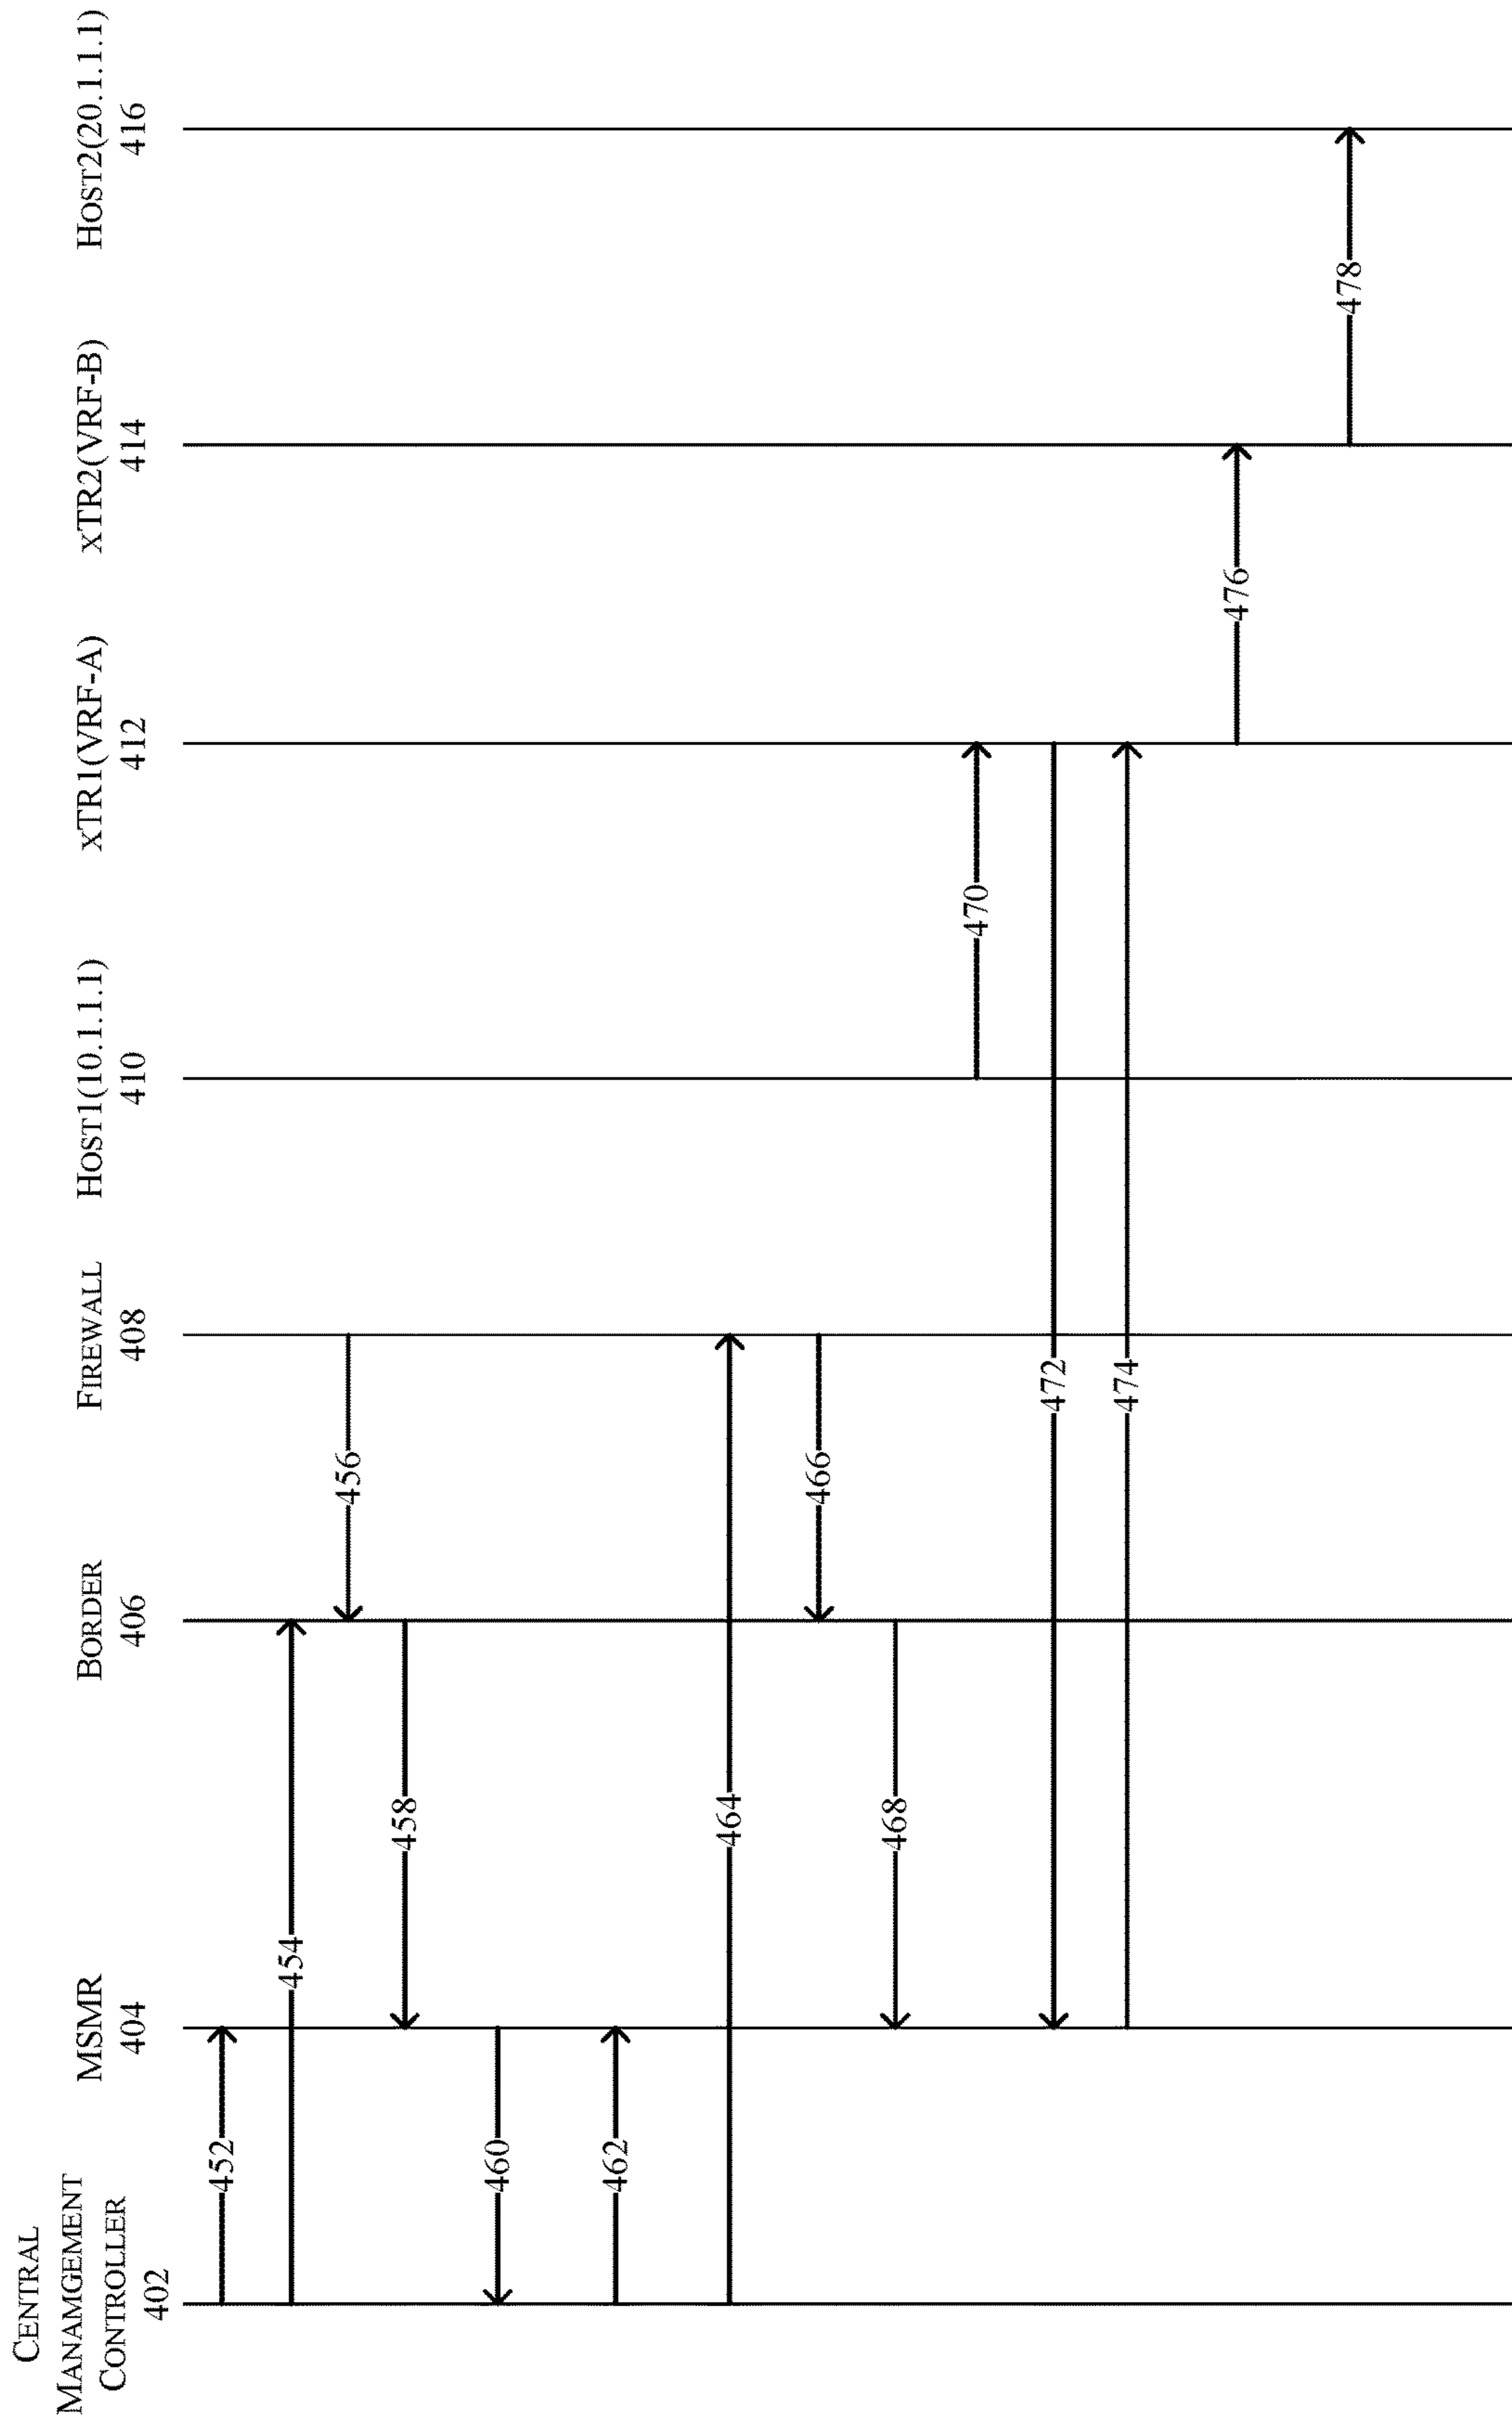 CENTRAL
MANAMGEMENT
CONTROLLER
402
MSMR
404
BORDER
406
FIREWALL
408
HOST1(10.1.1.1)
410
XTR1(VRF-A)
412
XTR2(VRF-B)
414
HOST2(20.1.1.1)
416
452
454
456
458
460
462
464
466
468
470
472
474
476
478